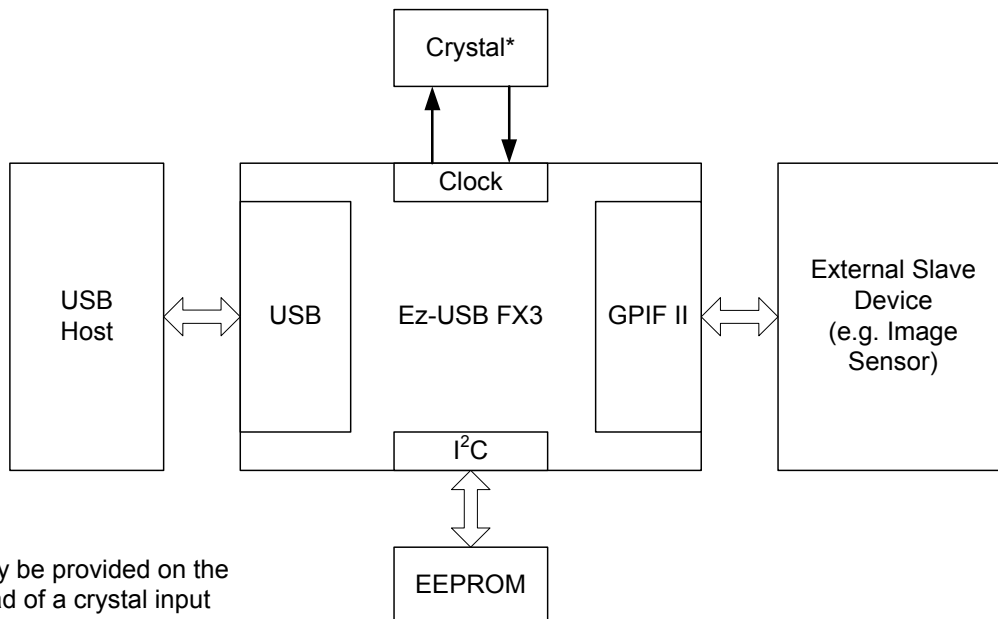 Crystal*
Clock
USB
Host
USB
Ez-USB FX3
GPIF II
External Slave
Device
(e.g. Image
Sensor)
I²C
EEPROM
be provided on the
of a crystal input